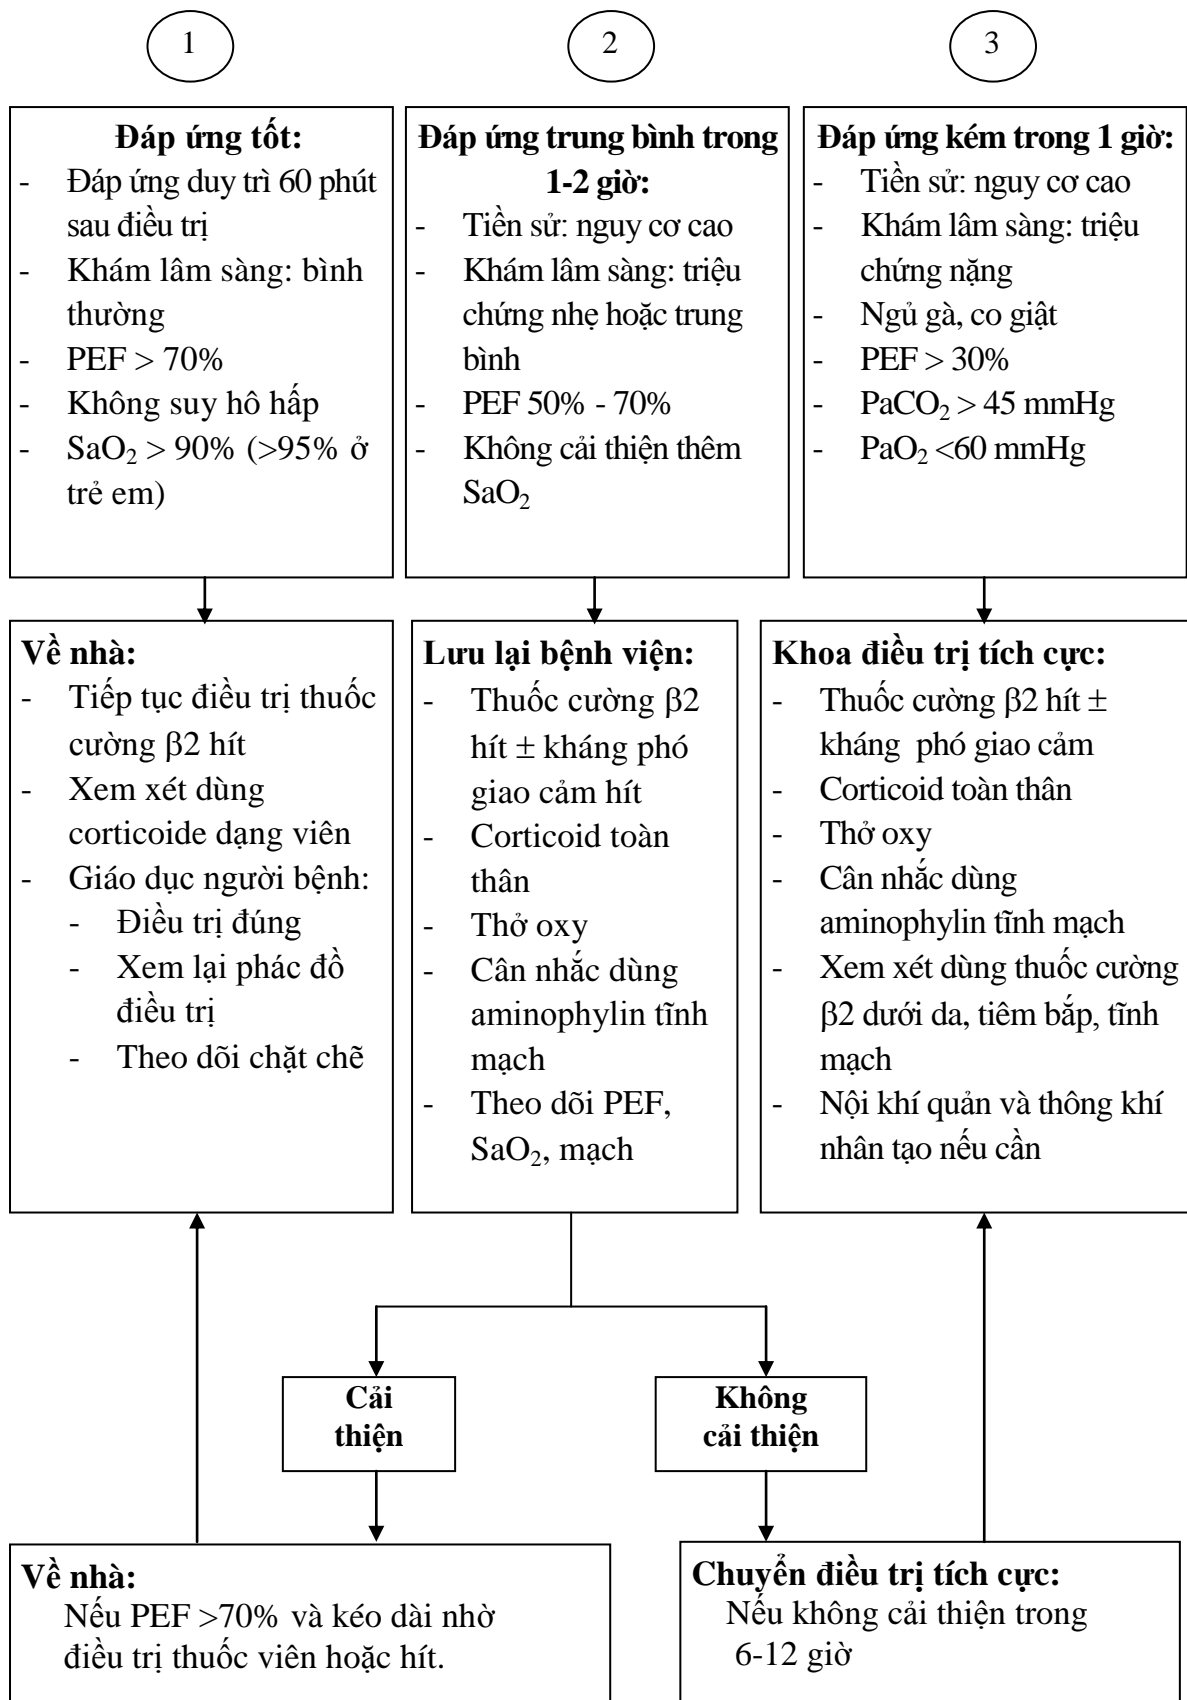 1
2
3
Đáp ứng tốt:
- Đáp ứng duy trì 60 phút
sau điều trị
- Khám lâm sàng: bình
thường
- PEF > 70%
- Không suy hô hấp
- SaO₂ > 90% (>95% ở
trẻ em)
Đáp ứng trung bình trong
1-2 giờ:
- Tiền sử: nguy cơ cao
- Khám lâm sàng: triệu
chứng nhẹ hoặc trung
bình
- PEF 50% - 70%
- Không cải thiện thêm
SaO₂
Đáp ứng kém trong 1 giờ:
- Tiền sử: nguy cơ cao
- Khám lâm sàng: triệu
chứng nặng
- Ngủ gà, co giật
- PEF > 30%
- PaCO₂ > 45 mmHg
- PaO₂ <60 mmHg
Về nhà:
- Tiếp tục điều trị thuốc
cường β2 hít
- Xem xét dùng
corticoide dạng viên
- Giáo dục người bệnh:
- Điều trị đúng
- Xem lại phác đồ
điều trị
- Theo dõi chặt chẽ
Lưu lại bệnh viện:
- Thuốc cường β2
hít ± kháng phó
giao cảm hít
- Corticoid toàn
thân
- Thở oxy
- Cân nhắc dùng
aminophylin tĩnh
mạch
- Theo dõi PEF,
SaO₂, mạch
Khoa điều trị tích cực:
- Thuốc cường β2 hít ±
kháng phó giao cảm
- Corticoid toàn thân
- Thở oxy
- Cân nhắc dùng
aminophylin tĩnh mạch
- Xem xét dùng thuốc cường
β2 dưới da, tiêm bắp, tĩnh
mạch
- Nội khí quản và thông khí
nhân tạo nếu cần
Cải
thiện
Không
cải thiện
Về nhà:
Nếu PEF >70% và kéo dài nhờ
điều trị thuốc viên hoặc hít.
Chuyển điều trị tích cực:
Nếu không cải thiện trong
6-12 giờ